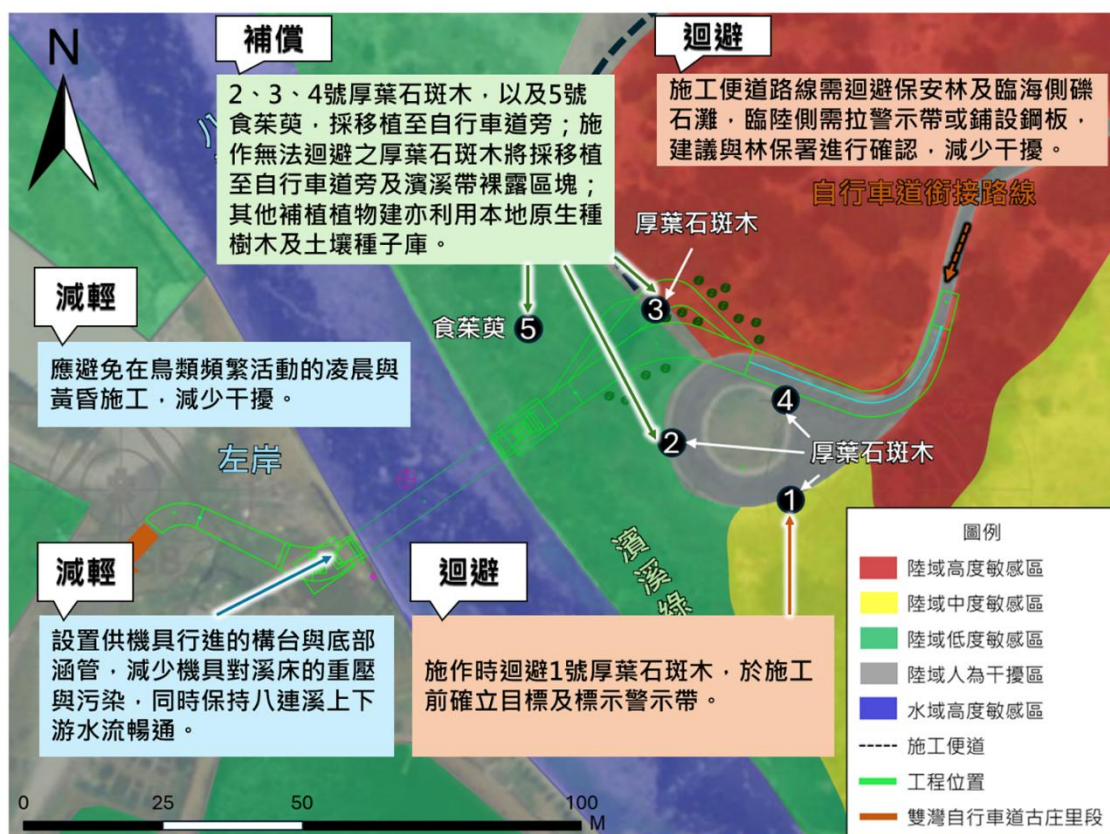 N
補償
2、3、4號厚葉石斑木，以及5號
食茱萸，採移植至自行車道旁；施
作無法迴避之厚葉石斑木將採移植
至自行車道旁及濱溪帶裸露區塊；
其他補植植物建亦利用本地原生種
樹木及土壤種子庫。
迴避
施工便道路線需迴避保安林及臨海側礫
石灘，臨陸側需拉警示帶或鋪設鋼板，
建議與林保署進行確認，減少干擾。
自行車道銜接路線
厚葉石斑木
減輕
應避免在鳥類頻繁活動的凌晨與
黃昏施工，減少干擾。
食茱萸
5
3
4
2
厚葉石斑木
1
左岸
濱溪綠
減輕
設置供機具行進的構台與底部
涵管，減少機具對溪床的重壓
與污染，同時保持八連溪上下
游水流暢通。
迴避
施作時迴避1號厚葉石斑木，於施工
前確立目標及標示警示帶。
圖例
陸域高度敏感區
陸域中度敏感區
陸域低度敏感區
陸域人為干擾區
水域高度敏感區
施工便道
工程位置
雙灣自行車道古庄里段
0
25
50
100
M